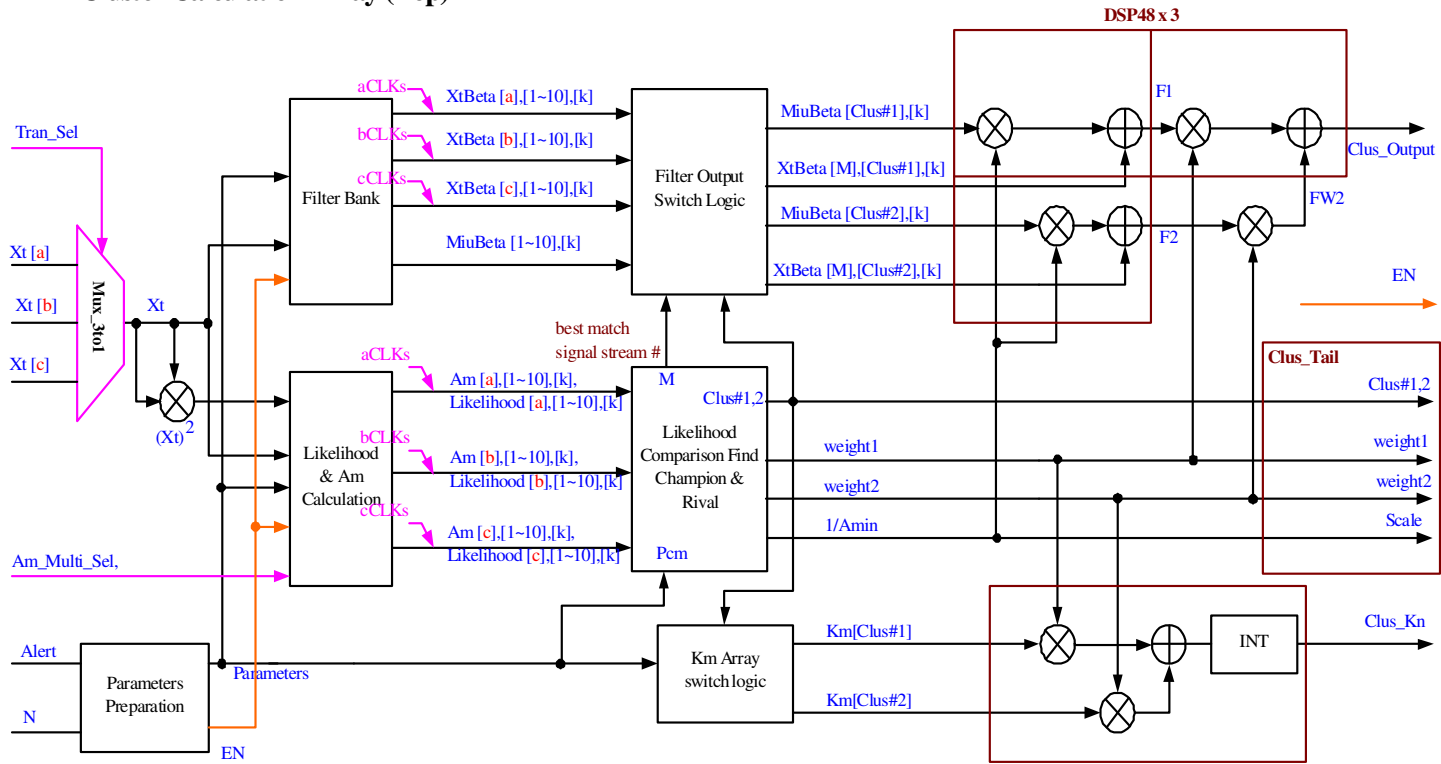 DSP48 x 3
aCLKs
XtBeta [a],[1~10],[k]
bCLKs
XtBeta [b],[1~10],[k]
cCLKs
XtBeta [c],[1~10],[k]
MiuBeta [1~10],[k]
Filter Bank
Filter Output
Switch Logic
MiuBeta [Clus#1],[k]
XtBeta [M],[Clus#1],[k]
MiuBeta [Clus#2],[k]
XtBeta [M],[Clus#2],[k]
F1
F2
FW2
Clus_Output
EN
Tran_Sel
Xt [a]
Xt [b]
Xt [c]
Mux_3to1
Xt
(Xt)2
best match
signal stream #
aCLKs
Am [a],[1~10],[k],
Likelihood [a],[1~10],[k]
bCLKs
Am [b],[1~10],[k],
Likelihood [b],[1~10],[k]
cCLKs
Am [c],[1~10],[k],
Likelihood [c],[1~10],[k]
Likelihood
& Am
Calculation
M
Clus#1,2
Likelihood
Comparison Find
Champion &
Rival
Pcm
weight1
weight2
1/Amin
Clus_Tail
Clus#1,2
weight1
weight2
Scale
Am_Multi_Sel,
Alert
N
Parameters
Preparation
Parameters
EN
Km Array
switch logic
Km[Clus#1]
Km[Clus#2]
INT
Clus_Kn